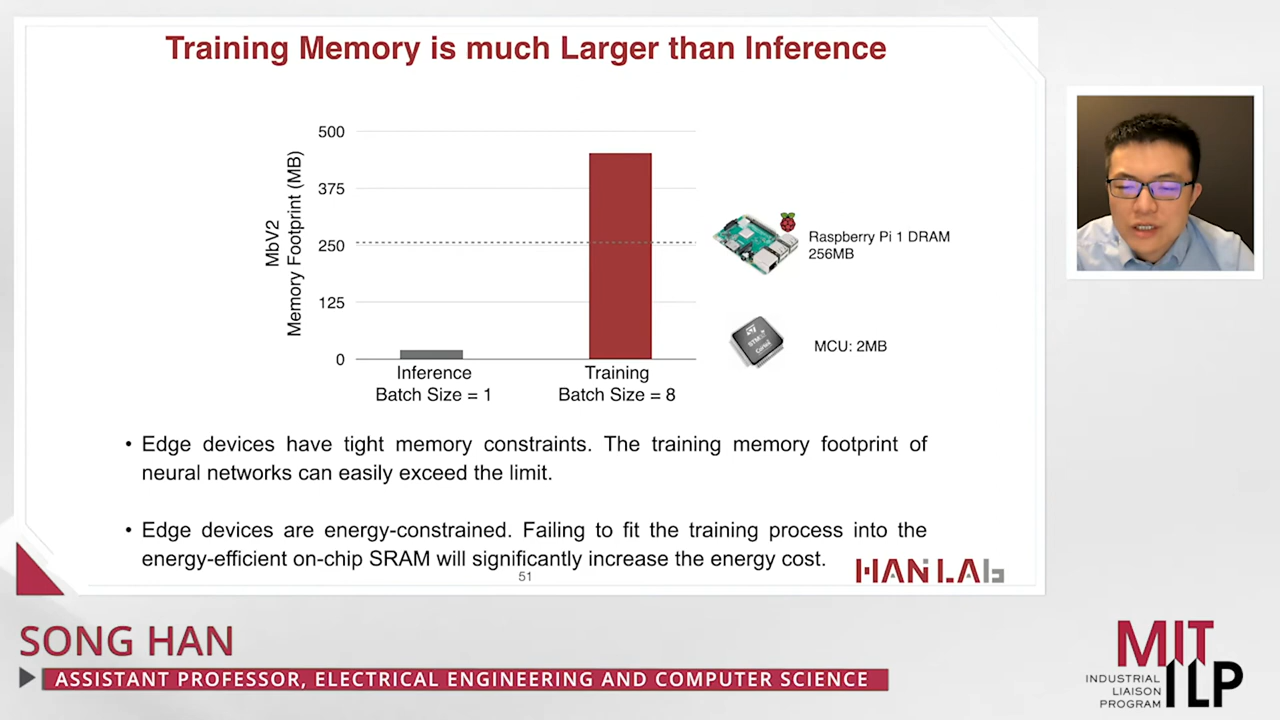 Training Memory is much Larger than Inference
MbV2
Memory Footprint (MB)
500
375
250
125
0
Inference
Batch Size = 1
Training
Batch Size = 8
Raspberry Pi 1 DRAM
256MB
MCU: 2MB
• Edge devices have tight memory constraints. The training memory footprint of
neural networks can easily exceed the limit.
• Edge devices are energy-constrained. Failing to fit the training process into the
energy-efficient on-chip SRAM will significantly increase the energy cost.
51
HAN LAB
SONG HAN
ASSISTANT PROFESSOR, ELECTRICAL ENGINEERING AND COMPUTER SCIENCE
MIT
ILP
INDUSTRIAL
LIAISON
PROGRAM